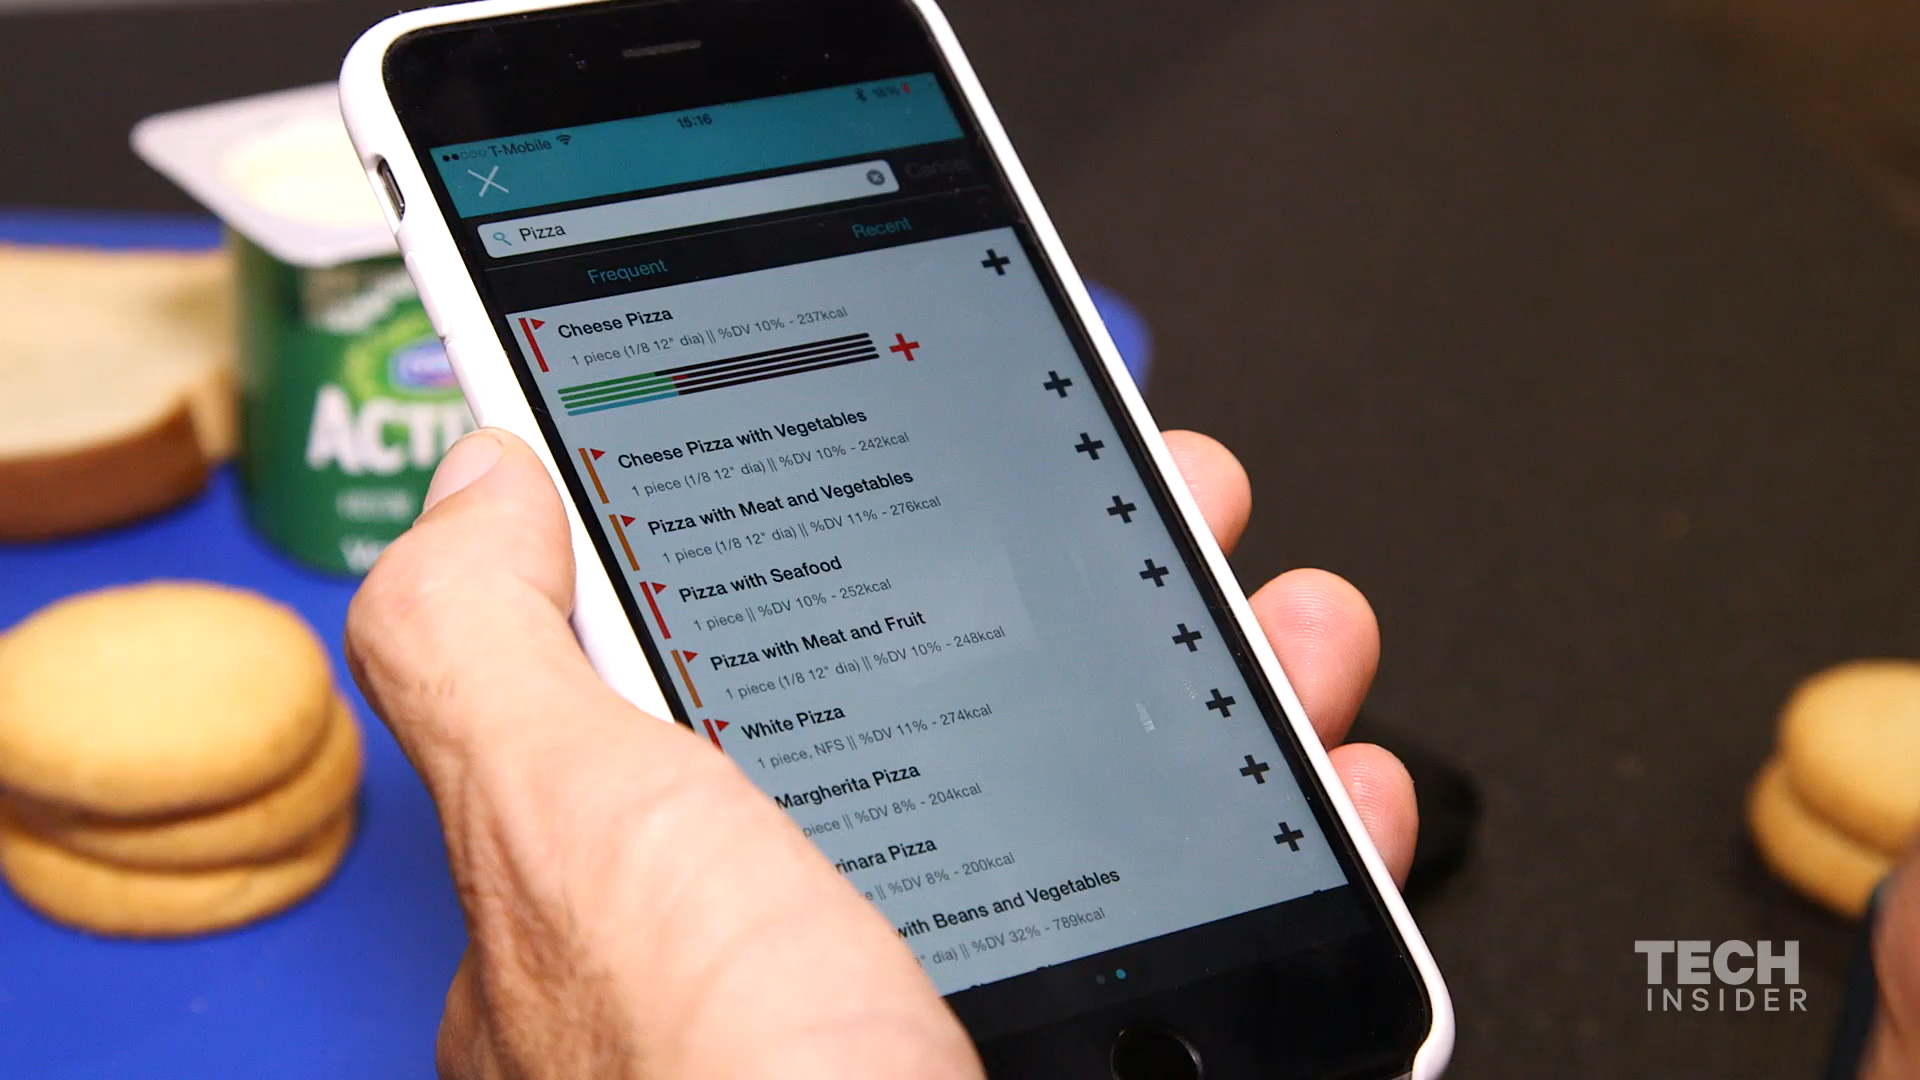 T-Mobile
15:16
18%
Cancel
Pizza
Frequent
Recent
Cheese Pizza
1 piece (1/8 12" dia) || %DV 10% - 237kcal
Cheese Pizza with Vegetables
1 piece (1/8 12" dia) || %DV 10% - 242kcal
Pizza with Meat and Vegetables
1 piece (1/8 12" dia) || %DV 11% - 276kcal
Pizza with Seafood
1 piece || %DV 10% - 252kcal
Pizza with Meat and Fruit
1 piece (1/8 12" dia) || %DV 10% - 248kcal
White Pizza
1 piece, NFS || %DV 11% - 274kcal
Margherita Pizza
piece || %DV 8% - 204kcal
rinara Pizza
|| %DV 8% - 200kcal
with Beans and Vegetables
dia) || %DV 32% - 789kcal
ACTI
TECH
INSIDER